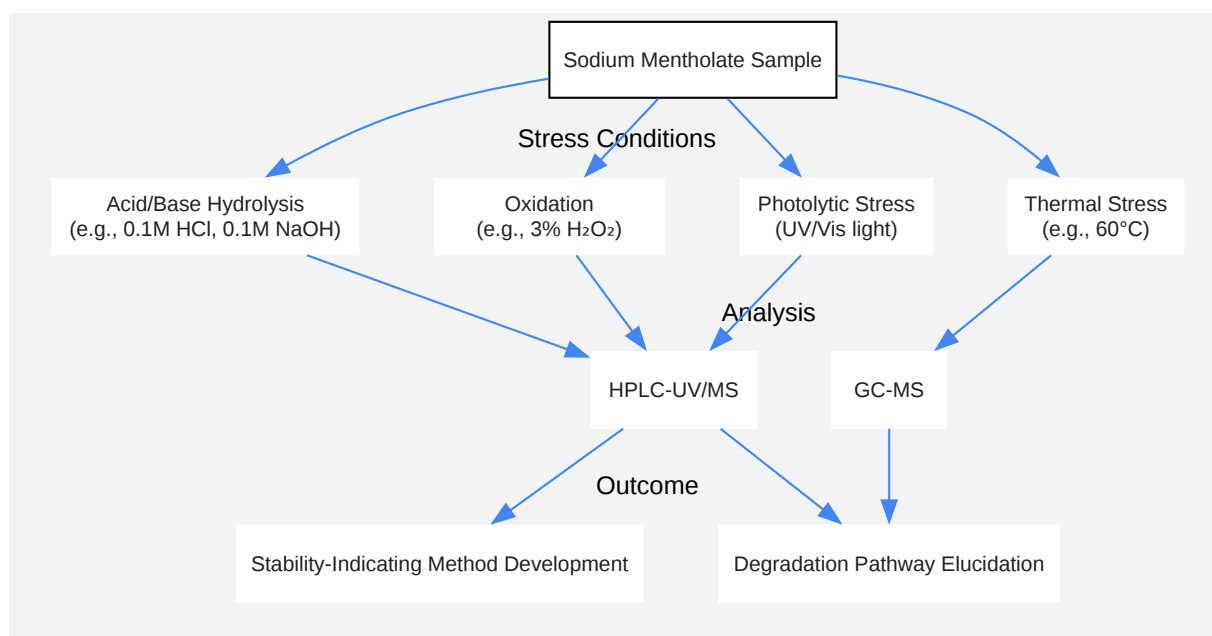 Sodium Mentholate Sample
Stress Conditions
Acid/Base Hydrolysis
(e.g., 0.1M HCl, 0.1M NaOH)
Oxidation
(e.g., 3% H₂O₂)
Photolytic Stress
(UV/Vis light)
Thermal Stress
(e.g., 60°C)
Analysis
HPLC-UV/MS
GC-MS
Outcome
Stability-Indicating Method Development
Degradation Pathway Elucidation